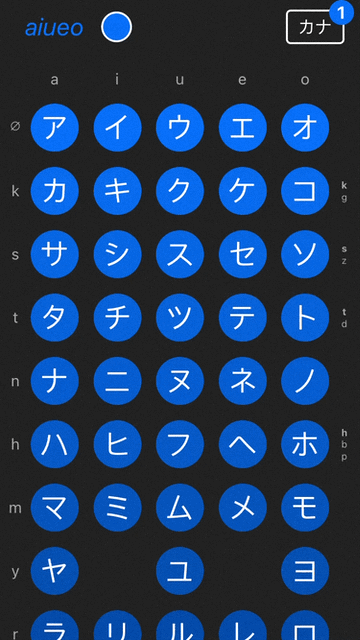 aiueo カナ 1
a i u e o
∅ ア イ ウ エ オ
k カ キ ク ケ コ k g
s サ シ ス セ ソ s z
t タ チ ツ テ ト t d
n ナ ニ ヌ ネ ノ
h ハ ヒ フ ヘ ホ h b p
m マ ミ ム メ モ
y ヤ ユ ヨ
r ラ リ ル レ ロ